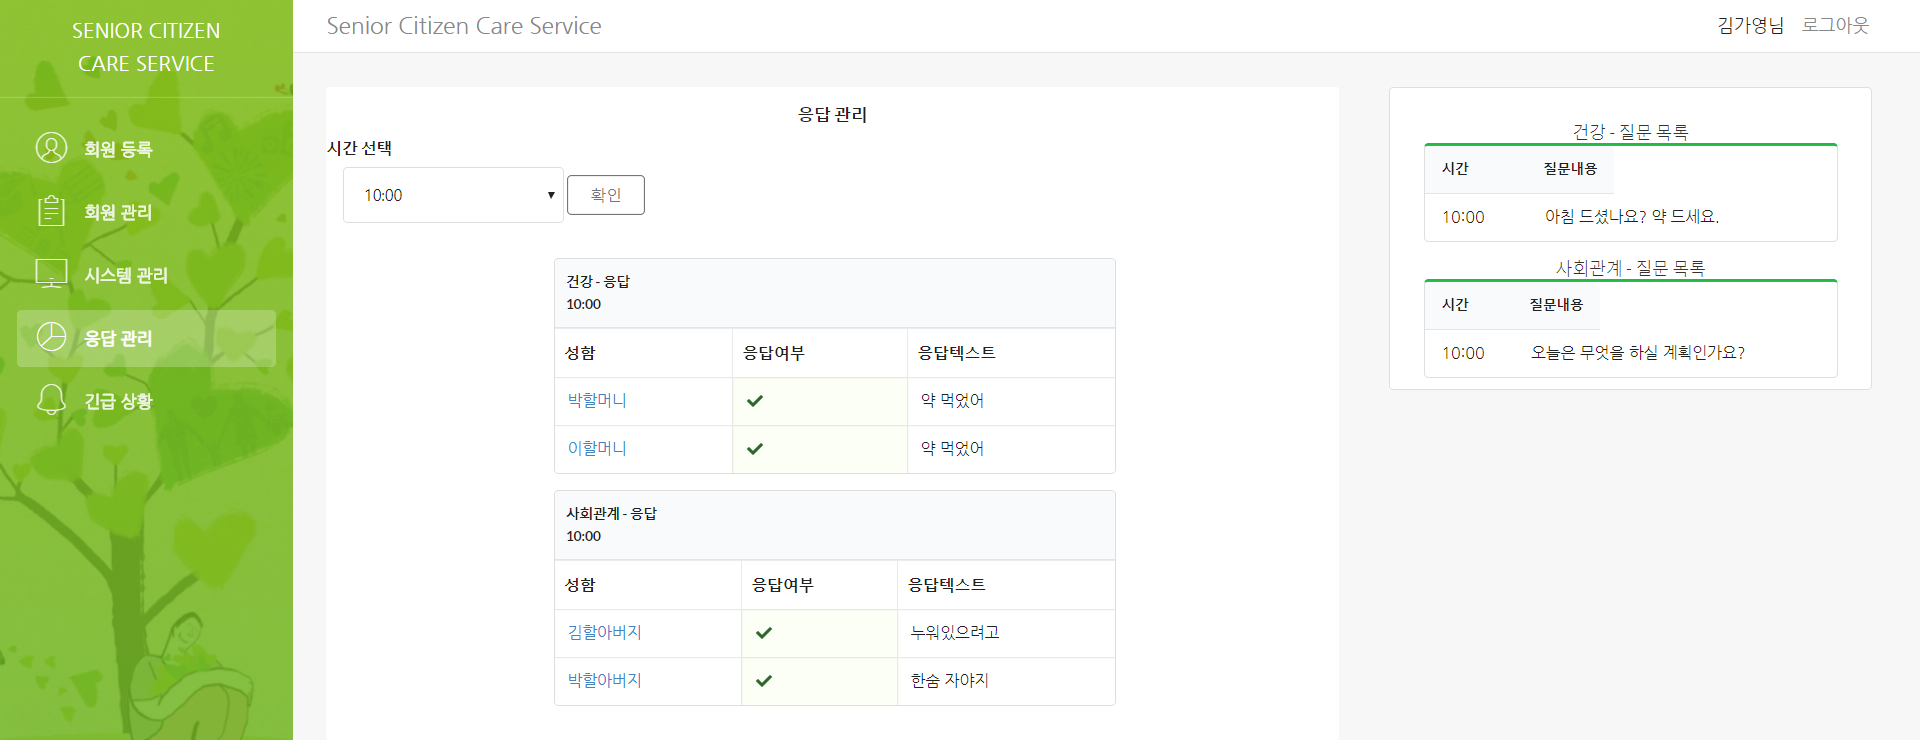 SENIOR CITIZEN
CARE SERVICE
회원 등록
회원 관리
시스템 관리
응답 관리
긴급 상황
Senior Citizen Care Service
김가영님 로그아웃
응답 관리
시간 선택
10:00 확인
건강 - 응답
10:00
성함 응답여부 응답텍스트
박할머니 약 먹었어
이할머니 약 먹었어
사회관계 - 응답
10:00
성함 응답여부 응답텍스트
김할아버지 누워있으려고
박할아버지 한숨 자야지
건강 - 질문 목록
시간 질문내용
10:00 아침 드셨나요? 약 드세요.
사회관계 - 질문 목록
시간 질문내용
10:00 오늘은 무엇을 하실 계획인가요?